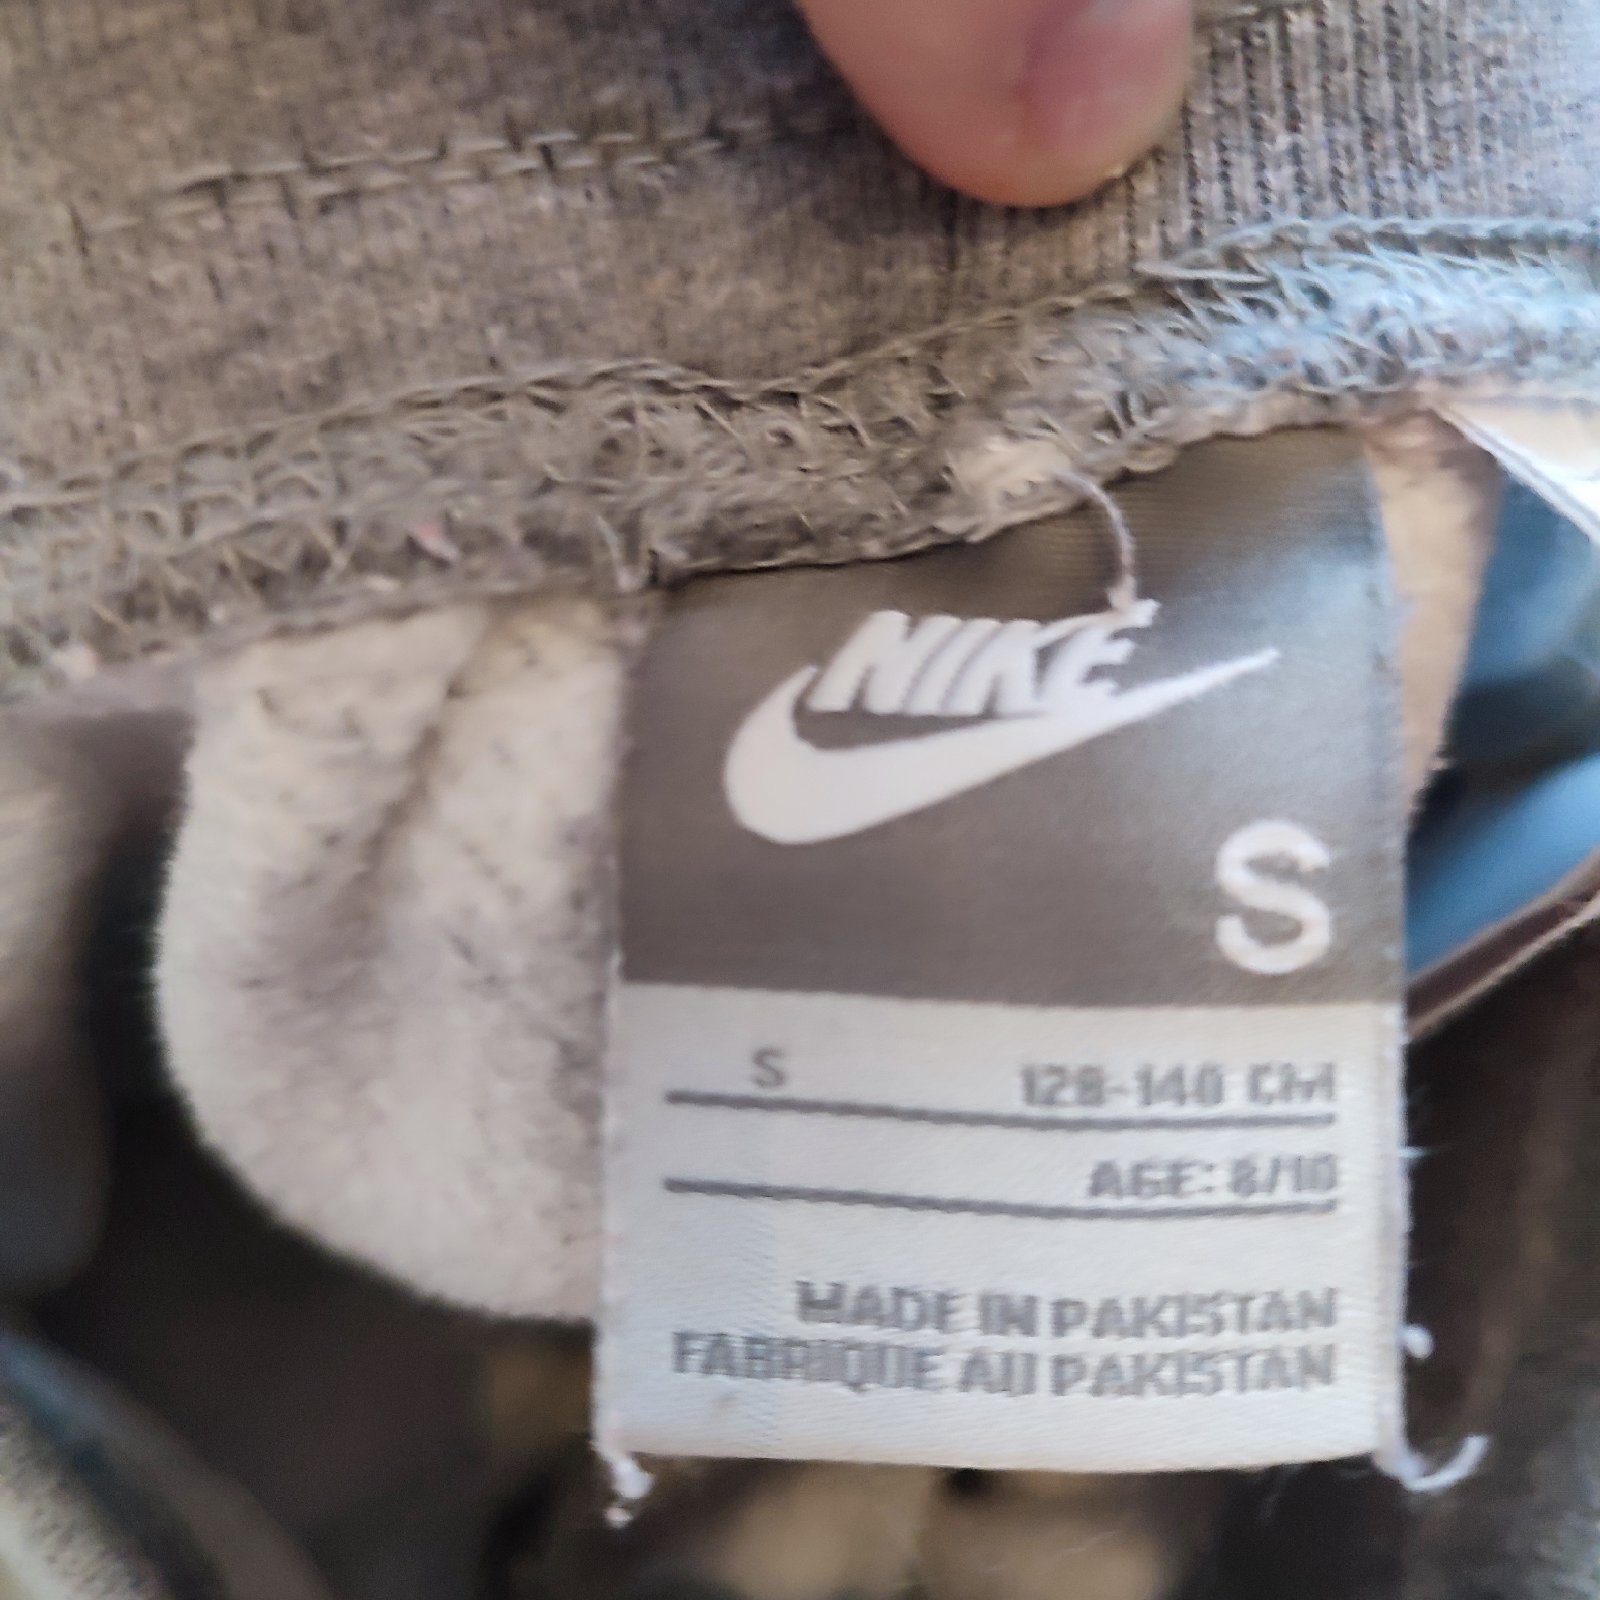 NIKE
S
S 128-140 CM
AGE: 8/10
MADE IN PAKISTAN
FABRIQUE AU PAKISTAN